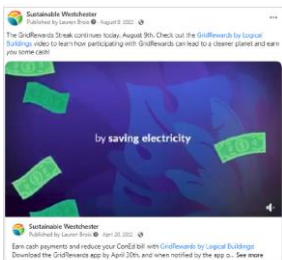 Sustainable Westchester
Published by Lauren Brois · August 9, 2022 ·
The GridRewards Streak continues today, August 9th. Check out the GridRewards by Logical
Buildings video to learn how participating with GridRewards can lead to a cleaner planet and earn
you some cash!
by saving electricity
Sustainable Westchester
Published by Lauren Brois · April 20, 2022 ·
Earn cash payments and reduce your ConEd bill with GridRewards by Logical Buildings!
Download the GridRewards app by April 30th, and when notified by the app o... See more